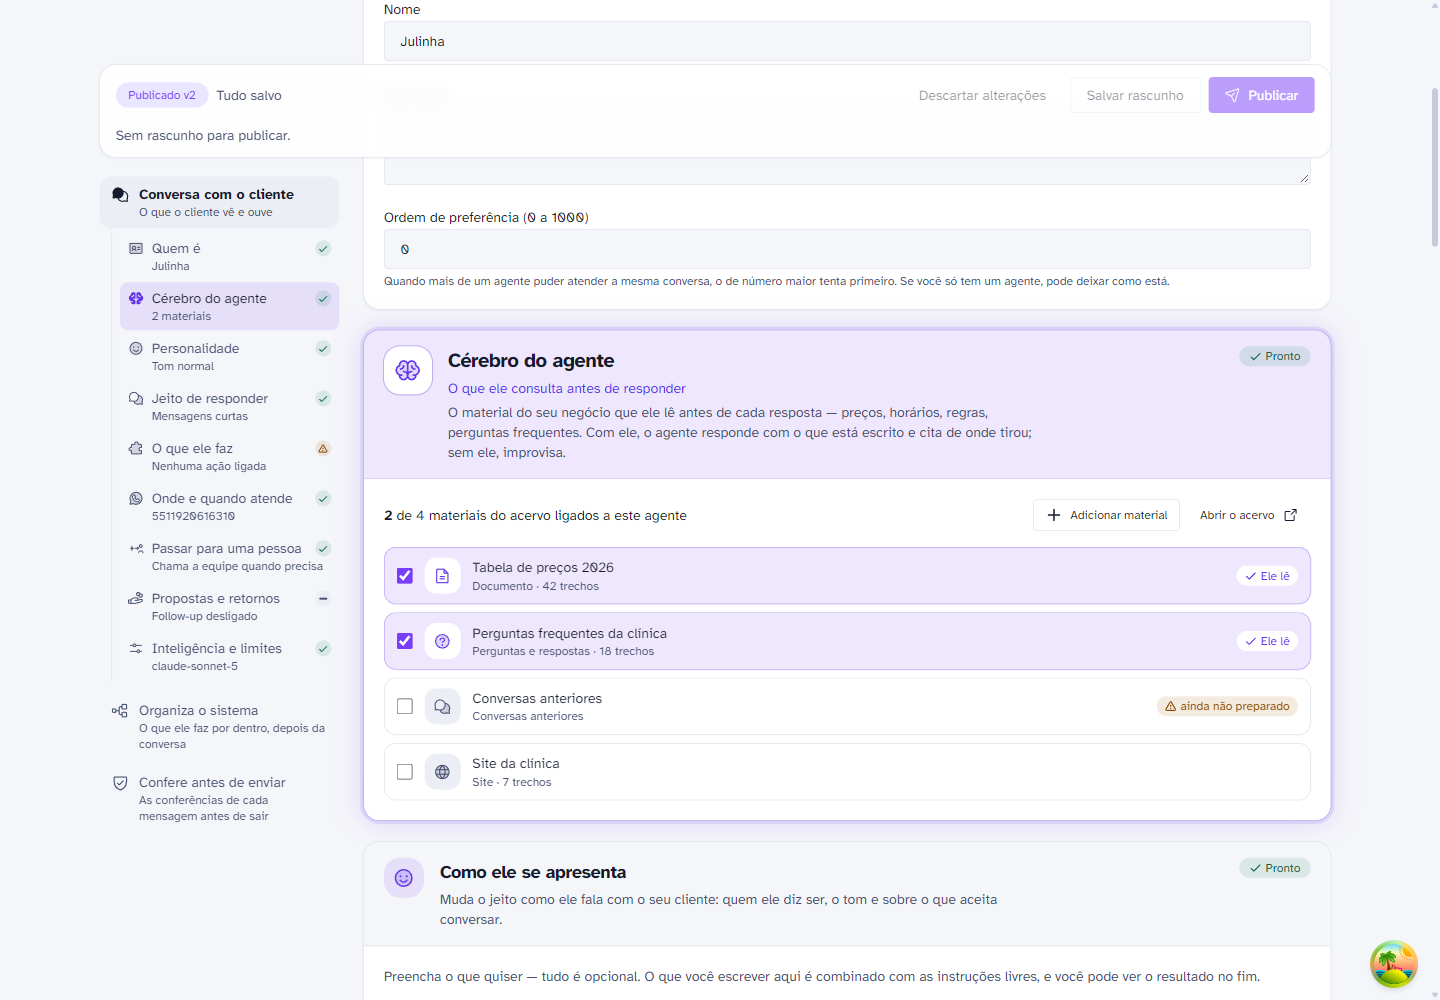 Nome
Julinha
Publicado v2
Tudo salvo
Descartar alterações
Salvar rascunho
Publicar
Sem rascunho para publicar.
Conversa com o cliente
O que o cliente vê e ouve
Quem é
Julinha
Cérebro do agente
2 materiais
Personalidade
Tom normal
Jeito de responder
Mensagens curtas
O que ele faz
Nenhuma ação ligada
Onde e quando atende
5511920616310
Passar para uma pessoa
Chama a equipe quando precisa
Propostas e retornos
Follow-up desligado
Inteligência e limites
claude-sonnet-5
Organiza o sistema
O que ele faz por dentro, depois da
conversa
Confere antes de enviar
As conferências de cada
mensagem antes de sair
Ordem de preferência (0 a 1000)
0
Quando mais de um agente puder atender a mesma conversa, o de número maior tenta primeiro. Se você só tem um agente, pode deixar como está.
Cérebro do agente
Pronto
O que ele consulta antes de responder
O material do seu negócio que ele lê antes de cada resposta — preços, horários, regras,
perguntas frequentes. Com ele, o agente responde com o que está escrito e cita de onde tirou;
sem ele, improvisa.
2 de 4 materiais do acervo ligados a este agente
Adicionar material
Abrir o acervo
Tabela de preços 2026
Documento · 42 trechos
Ele lê
Perguntas frequentes da clínica
Perguntas e respostas · 18 trechos
Ele lê
Conversas anteriores
Conversas anteriores
ainda não preparado
Site da clínica
Site · 7 trechos
Como ele se apresenta
Pronto
Muda o jeito como ele fala com o seu cliente: quem ele diz ser, o tom e sobre o que aceita
conversar.
Preencha o que quiser — tudo é opcional. O que você escrever aqui é combinado com as instruções livres, e você pode ver o resultado no fim.